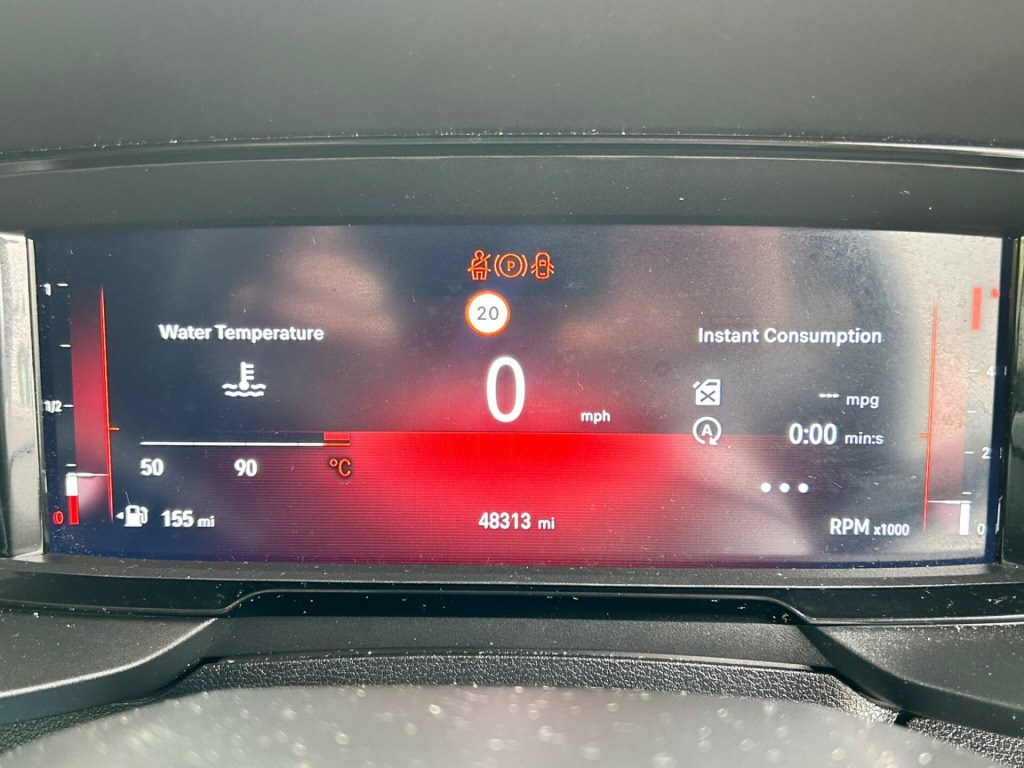 P
20
1
Water Temperature
Instant Consumption
4
0
mph
--- mpg
1/2
A
0:00 min:s
50 90 °C
2
0
155 mi
48313 mi
RPM x1000
0